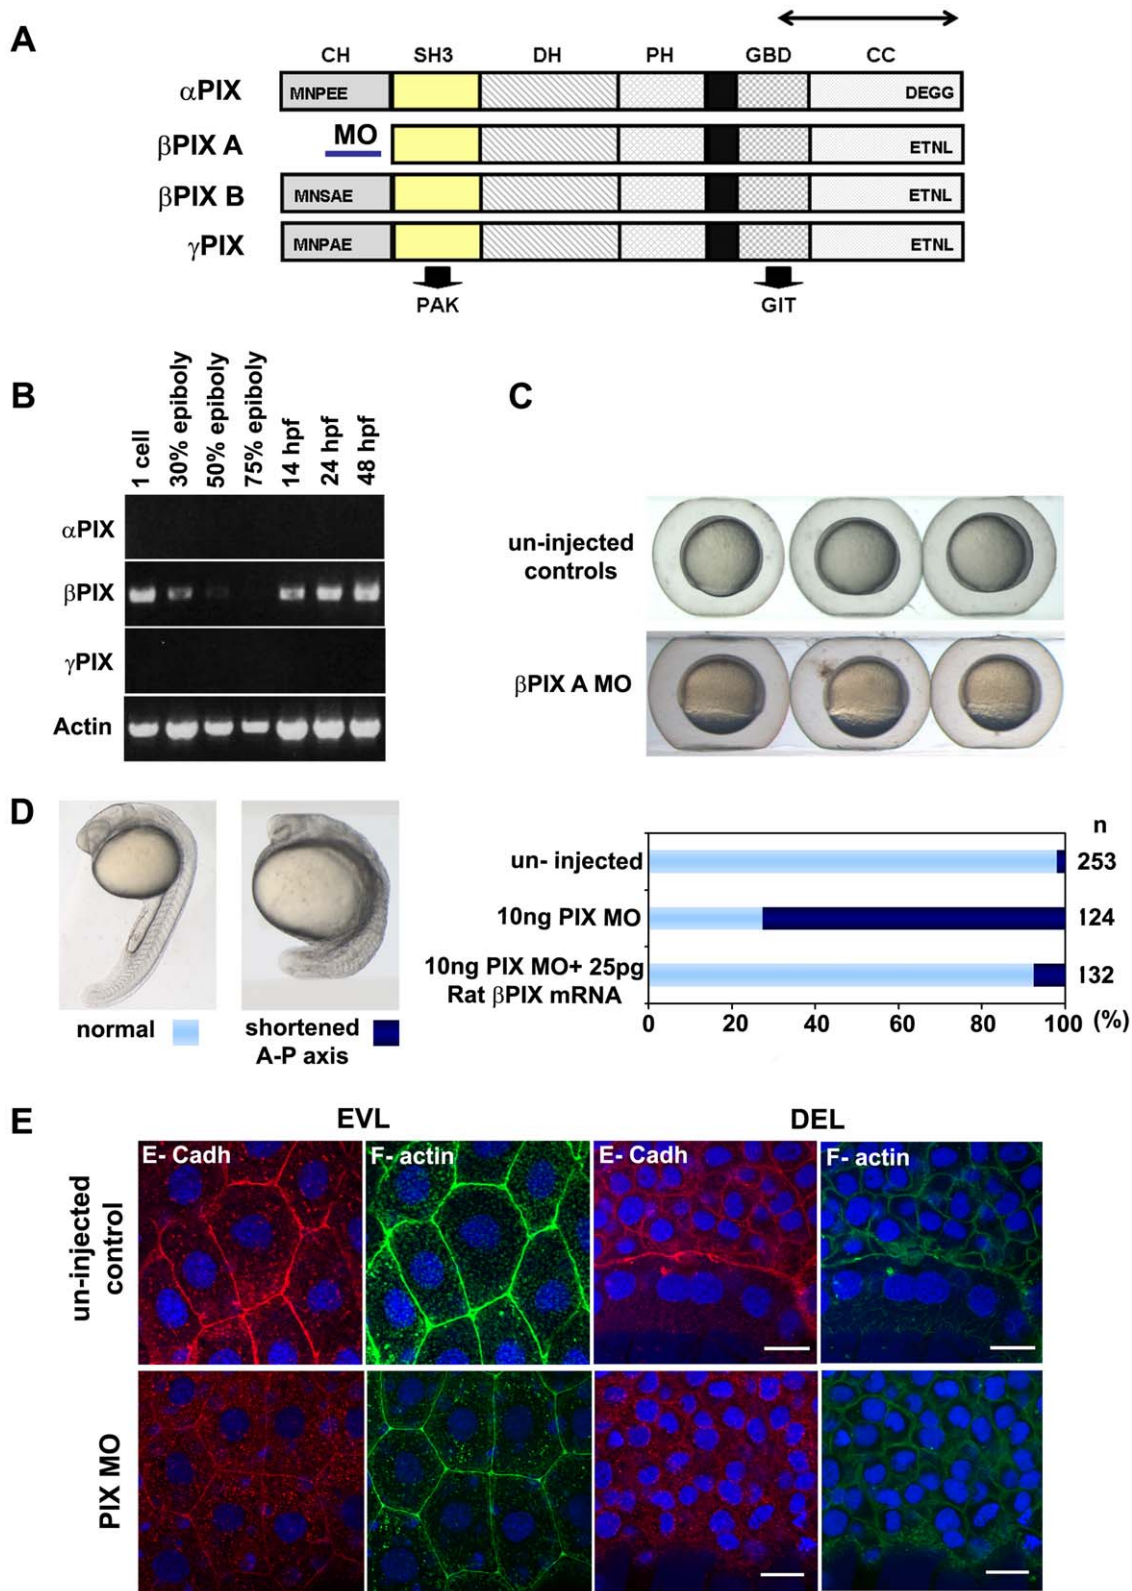 A
CH SH3 DH PH GBD CC
αPIX MNPEE DEGG
MO
βPIX A ETNL
βPIX B MNSAE ETNL
γPIX MNPAE ETNL
PAK GIT
B
1 cell
30% epiboly
50% epiboly
75% epiboly
14 hpf
24 hpf
48 hpf
αPIX
βPIX
γPIX
Actin
C
un-injected
controls
βPIX A MO
D
normal
shortened
A-P axis
n
un- injected 253
10ng PIX MO 124
10ng PIX MO+ 25pg
Rat βPIX mRNA 132
0 20 40 60 80 100 (%)
E
EVL DEL
E- Cadh F- actin E- Cadh F- actin
un-injected
control
PIX MO